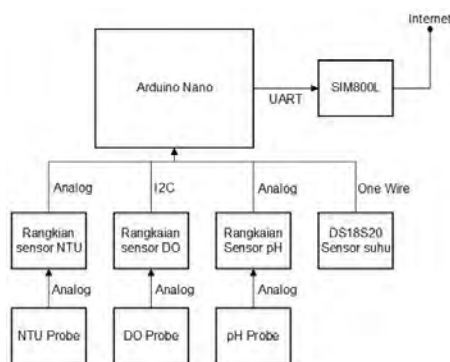 Internet
Arduino Nano
UART
SIM800L
Analog
I2C
Analog
One Wire
Rangkian
sensor NTU
Rangkaian
sensor DO
Rangkaian
Sensor pH
DS18S20
Sensor suhu
Analog
Analog
Analog
NTU Probe
DO Probe
pH Probe